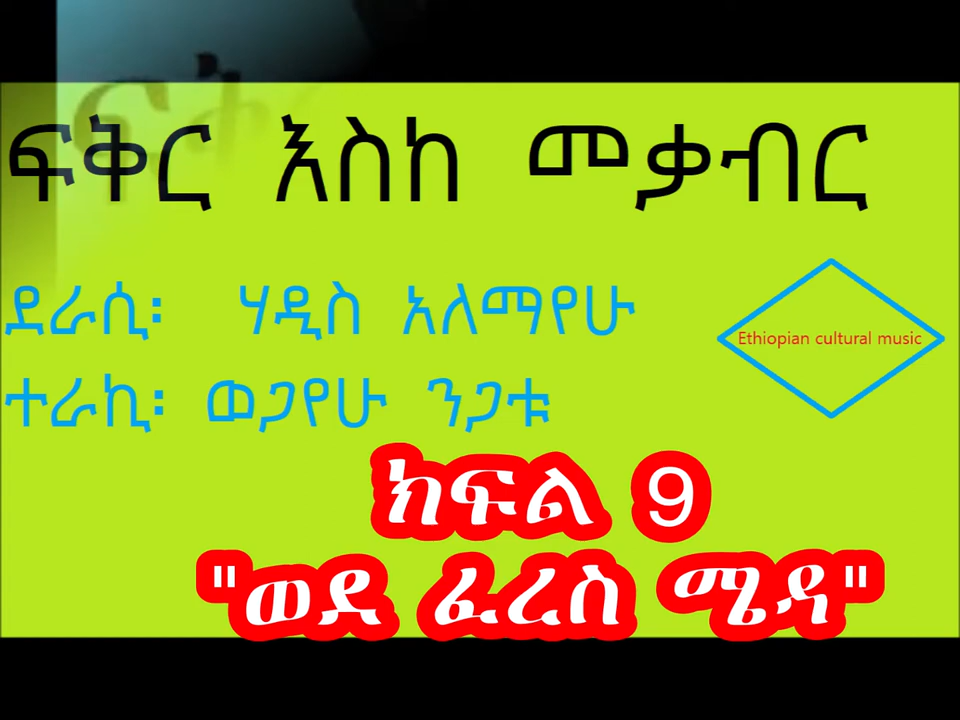 ፍቅር እስከ መቃብር
ደራሲ፡ ሃዲስ አለማየሁ
Ethiopian cultural music
ተራኪ፡ ወጋየሁ ንጋቱ
ክፍል 9
"ወደ ፈረስ ሜዳ"